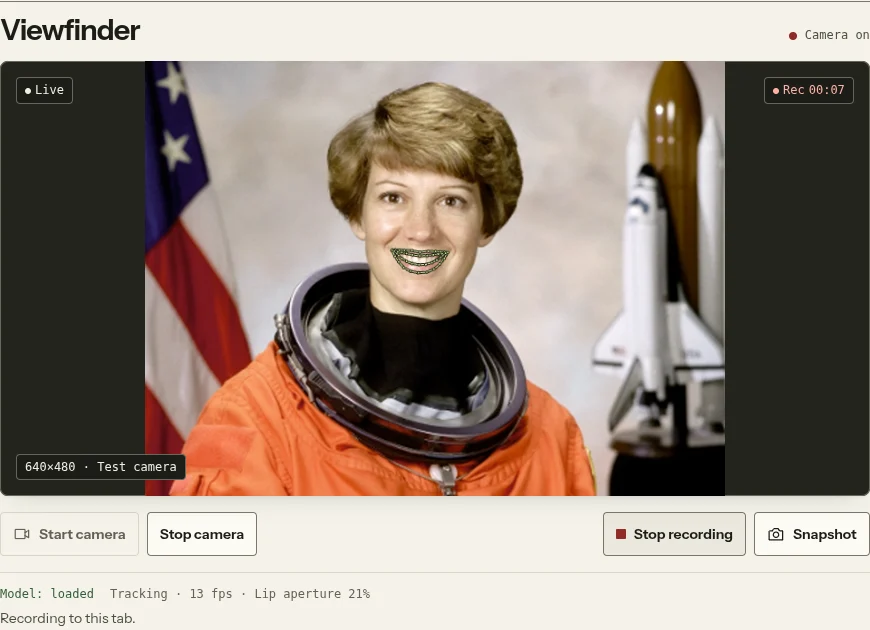 Viewfinder
Camera on
Live
Rec 00:07
640×480 · Test camera
Start camera
Stop camera
Stop recording
Snapshot
Model: loaded Tracking · 13 fps · Lip aperture 21%
Recording to this tab.